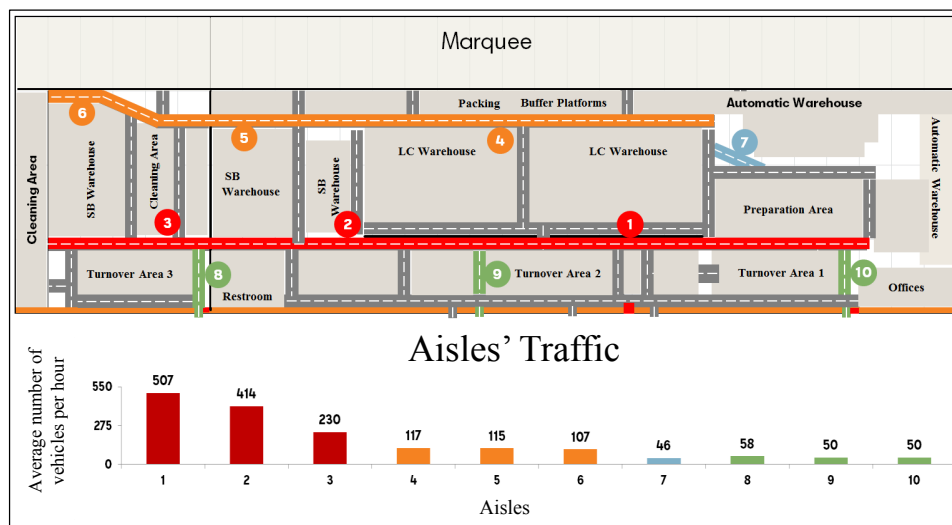 Marquee
Packing
Buffer Platforms
Automatic Warehouse
6
5
4
7
Cleaning Area
SB Warehouse
Cleaning Area
SB
Warehouse
SB
Warehouse
LC Warehouse
LC Warehouse
Automatic Warehouse
Preparation Area
3
2
1
Turnover Area 3
8
Restroom
9
Turnover Area 2
Turnover Area 1
10
Offices
Aisles’ Traffic
Average number of
vehicles per hour
550
275
0
507
414
230
117
115
107
46
58
50
50
1
2
3
4
5
6
7
8
9
10
Aisles